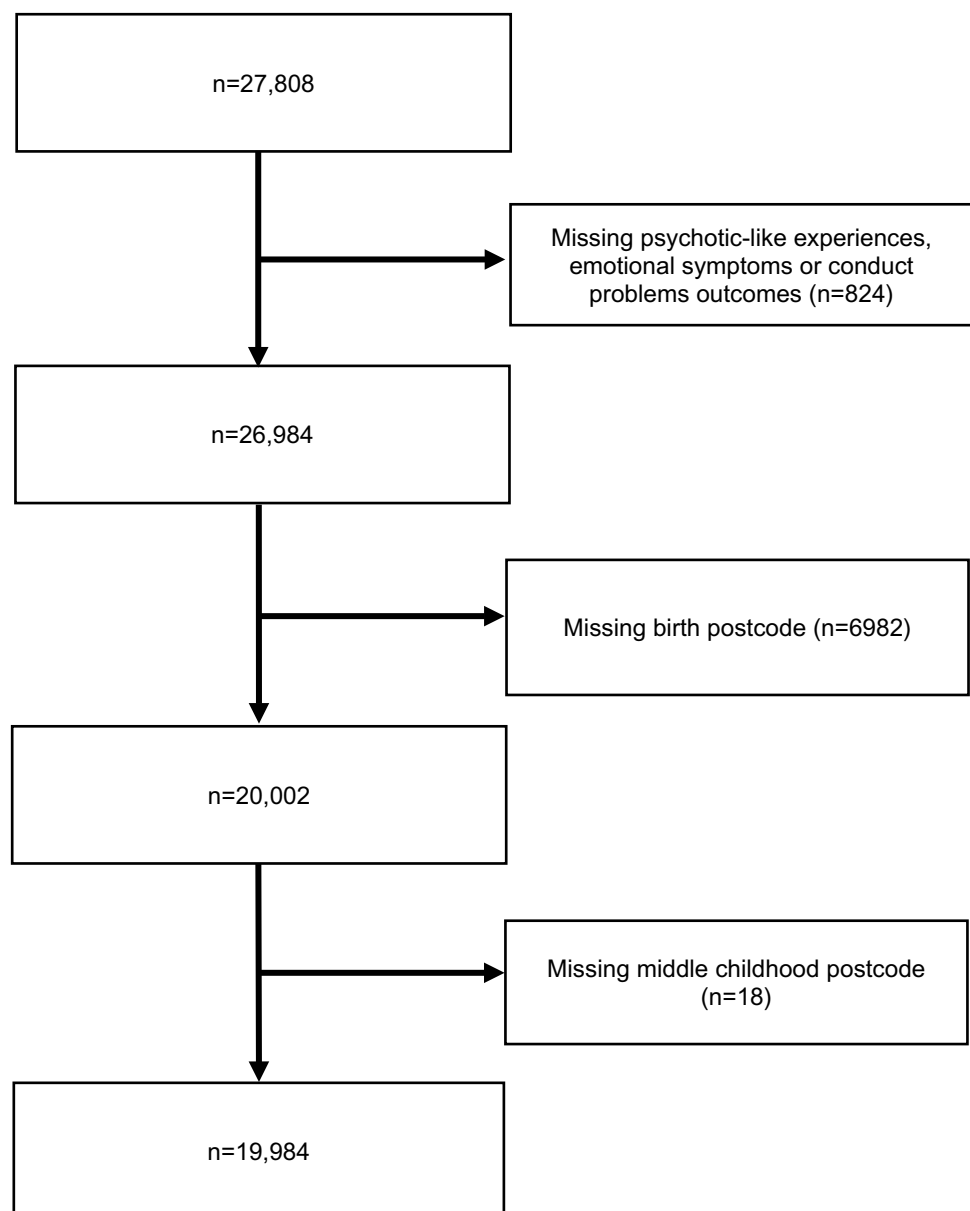 n=27,808
Missing psychotic-like experiences,
emotional symptoms or conduct
problems outcomes (n=824)
n=26,984
Missing birth postcode (n=6982)
n=20,002
Missing middle childhood postcode
(n=18)
n=19,984